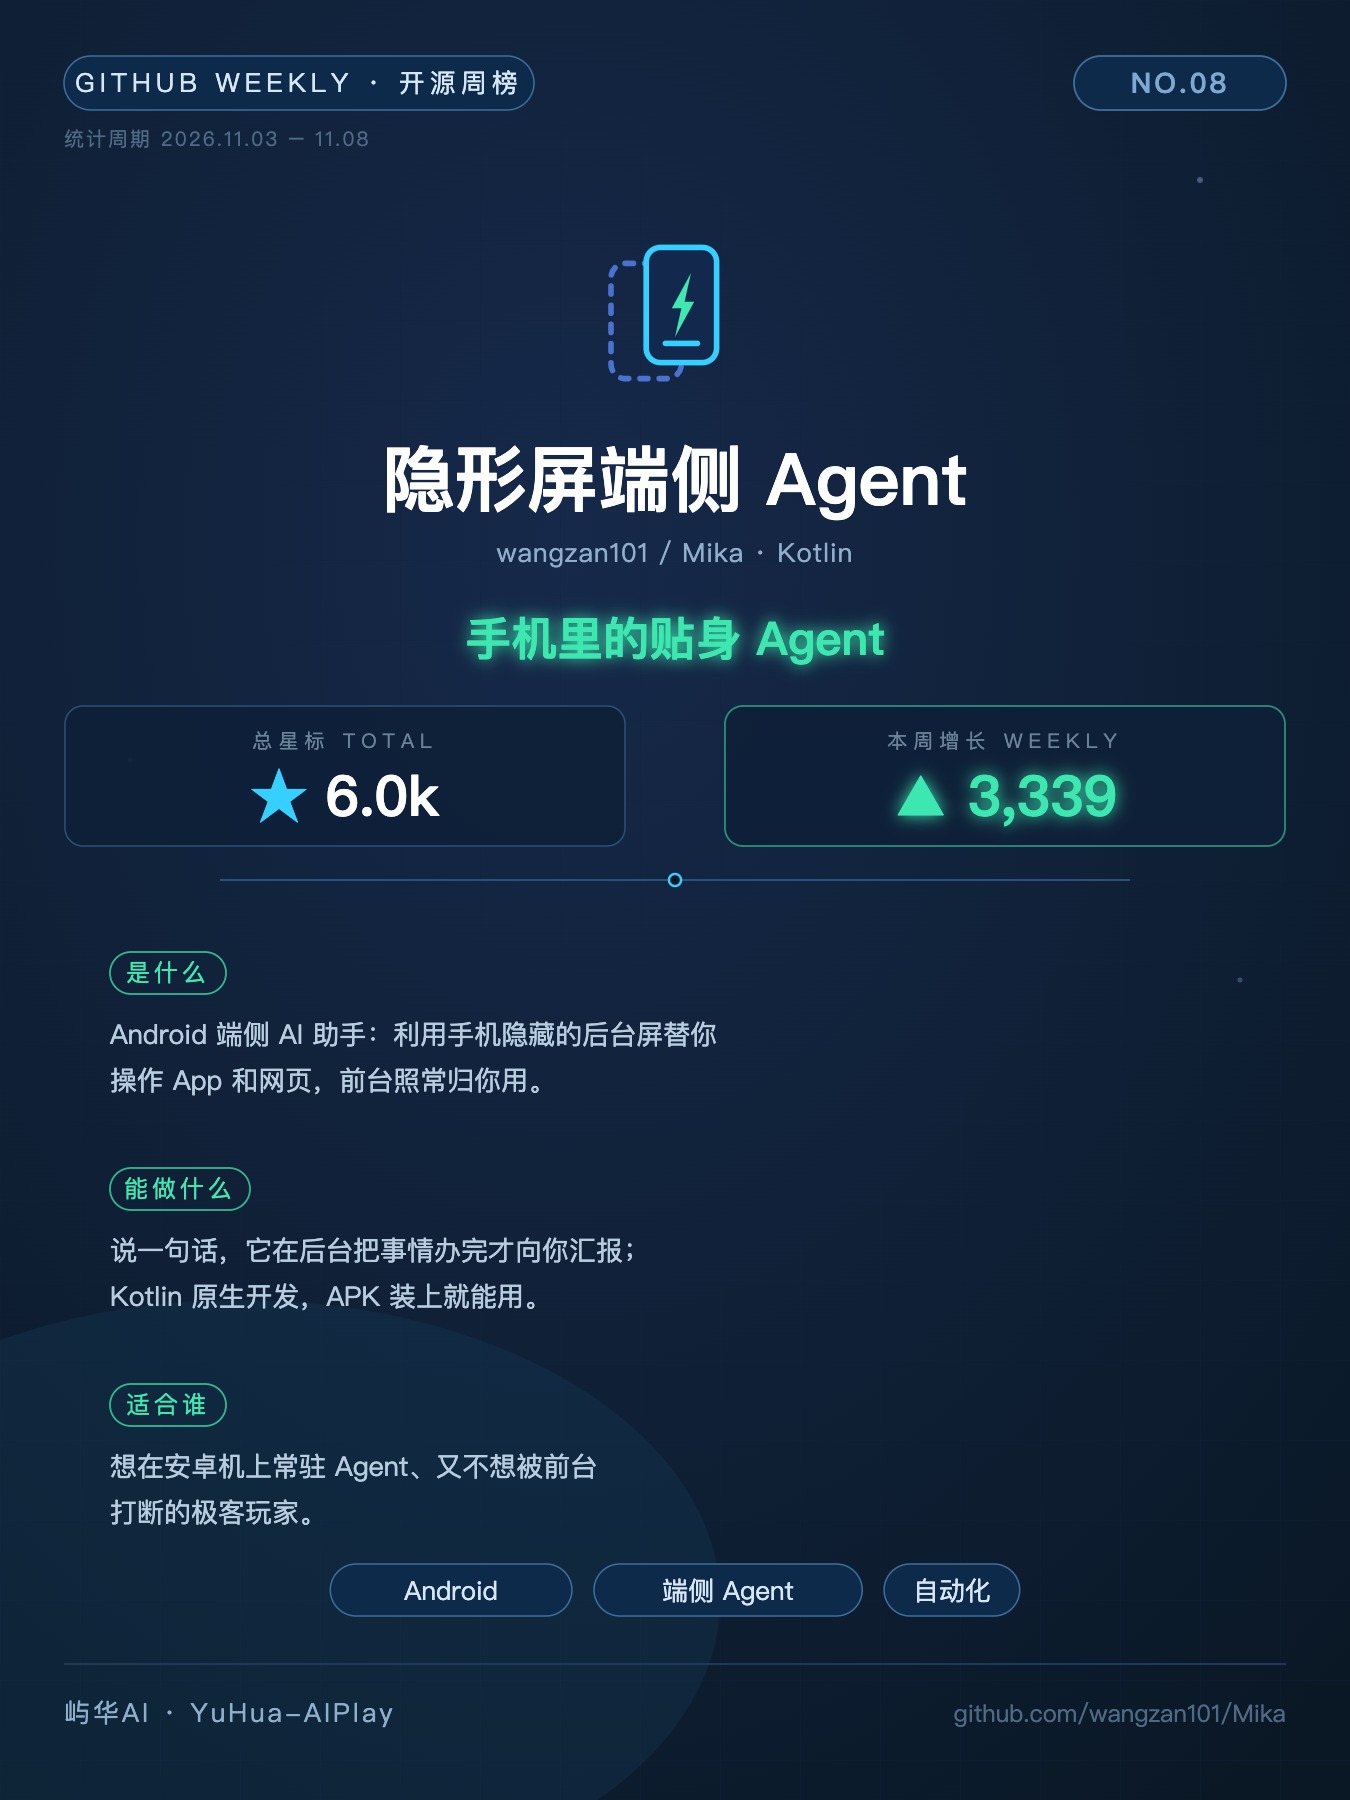 GITHUB WEEKLY · 开源周榜
NO.08
统计周期 2026.11.03 — 11.08
隐形屏端侧 Agent
wangzan101 / Mika · Kotlin
手机里的贴身 Agent
总星标 TOTAL
★ 6.0k
本周增长 WEEKLY
▲ 3,339
是什么
Android 端侧 AI 助手：利用手机隐藏的后台屏替你
操作 App 和网页，前台照常归你用。
能做什么
说一句话，它在后台把事情办完才向你汇报；
Kotlin 原生开发，APK 装上就能用。
适合谁
想在安卓机上常驻 Agent、又不想被前台
打断的极客玩家。
Android
端侧 Agent
自动化
屿华AI · YuHua-AIPlay
github.com/wangzan101/Mika